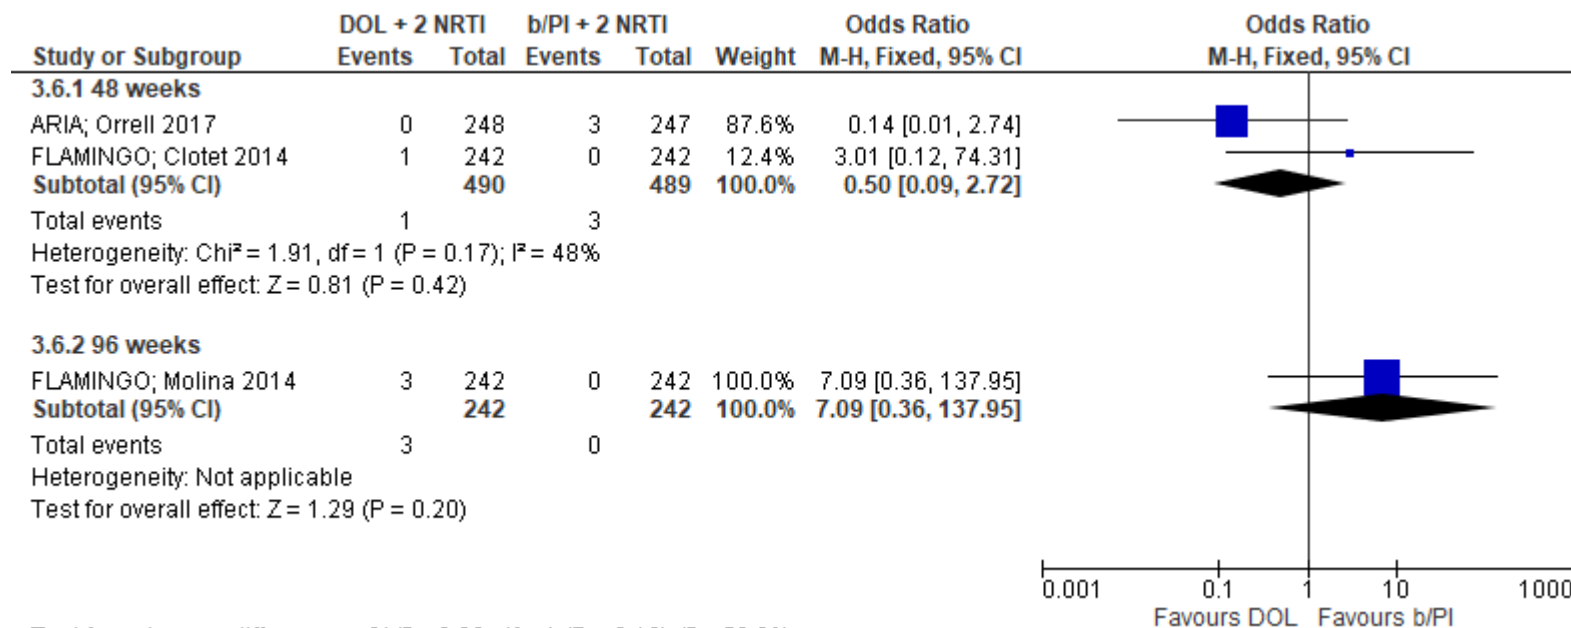 DOL + 2 NRTI b/PI + 2 NRTI Odds Ratio Odds Ratio
Study or Subgroup Events Total Events Total Weight M-H, Fixed, 95% CI M-H, Fixed, 95% CI
3.6.1 48 weeks
ARIA; Orrell 2017 0 248 3 247 87.6% 0.14 [0.01, 2.74]
FLAMINGO; Clotet 2014 1 242 0 242 12.4% 3.01 [0.12, 74.31]
Subtotal (95% CI) 490 489 100.0% 0.50 [0.09, 2.72]
Total events 1 3
Heterogeneity: Chi² = 1.91, df = 1 (P = 0.17); I² = 48%
Test for overall effect: Z = 0.81 (P = 0.42)
3.6.2 96 weeks
FLAMINGO; Molina 2014 3 242 0 242 100.0% 7.09 [0.36, 137.95]
Subtotal (95% CI) 242 242 100.0% 7.09 [0.36, 137.95]
Total events 3 0
Heterogeneity: Not applicable
Test for overall effect: Z = 1.29 (P = 0.20)
0.001 0.1 1 10 1000
Favours DOL Favours b/PI